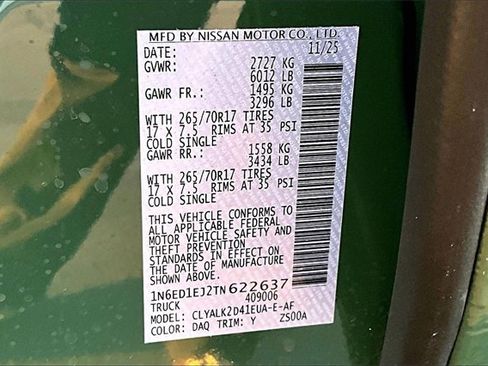 MFD BY NISSAN MOTOR CO., LTD.
DATE: 11/25
GVWR: 2727 KG
6012 LB
GAWR FR.: 1495 KG
3296 LB
WITH 265/70R17 TIRES
17 X 7.5 RIMS AT 35 PSI
COLD SINGLE
GAWR RR.: 1558 KG
3434 LB
WITH 265/70R17 TIRES
17 X 7.5 RIMS AT 35 PSI
COLD SINGLE
THIS VEHICLE CONFORMS TO
ALL APPLICABLE FEDERAL
MOTOR VEHICLE SAFETY AND
THEFT PREVENTION
STANDARDS IN EFFECT ON
THE DATE OF MANUFACTURE
SHOWN ABOVE.
1N6ED1EJ2TN622637
TRUCK 409006
MODEL: CLYALK2D41EUA-E-AF
COLOR: DAQ TRIM: Y ZS00A